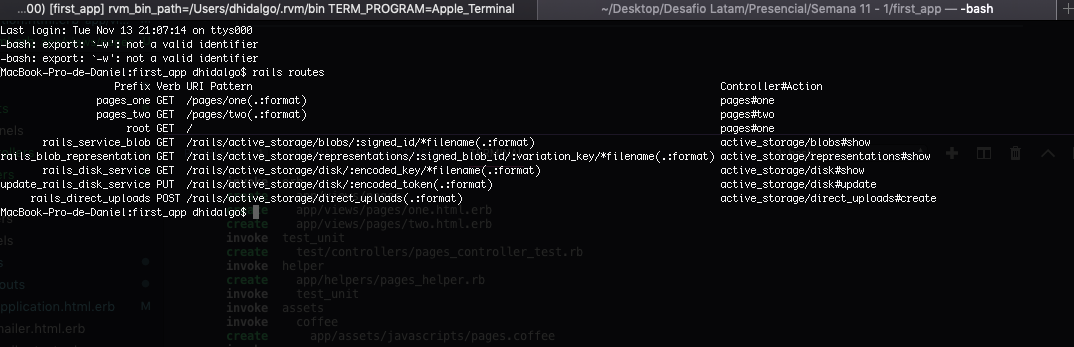 ...00) [first_app] rvm_bin_path=/Users/dhidalgo/.rvm/bin TERM_PROGRAM=Apple_Terminal
~/Desktop/Desafio Latam/Presencial/Semana 11 - 1/first_app — -bash
Last login: Tue Nov 13 21:07:14 on ttys000
-bash: export: `-w': not a valid identifier
-bash: export: `-w': not a valid identifier
MacBook-Pro-de-Daniel:first_app dhidalgo$ rails routes
Prefix Verb URI Pattern Controller#Action
pages_one GET /pages/one(.:format) pages#one
pages_two GET /pages/two(.:format) pages#two
root GET / pages#one
rails_service_blob GET /rails/active_storage/blobs/:signed_id/*filename(.:format) active_storage/blobs#show
rails_blob_representation GET /rails/active_storage/representations/:signed_blob_id/:variation_key/*filename(.:format) active_storage/representations#show
rails_disk_service GET /rails/active_storage/disk/:encoded_key/*filename(.:format) active_storage/disk#show
update_rails_disk_service PUT /rails/active_storage/disk/:encoded_token(.:format) active_storage/disk#update
rails_direct_uploads POST /rails/active_storage/direct_uploads(.:format) active_storage/direct_uploads#create
MacBook-Pro-de-Daniel:first_app dhidalgo$
create app/views/pages/one.html.erb
create app/views/pages/two.html.erb
invoke test_unit
create test/controllers/pages_controller_test.rb
invoke helper
create app/helpers/pages_helper.rb
invoke test_unit
invoke assets
invoke coffee
create app/assets/javascripts/pages.coffee
outs
pplication.html.erb M
nailer.html.erb